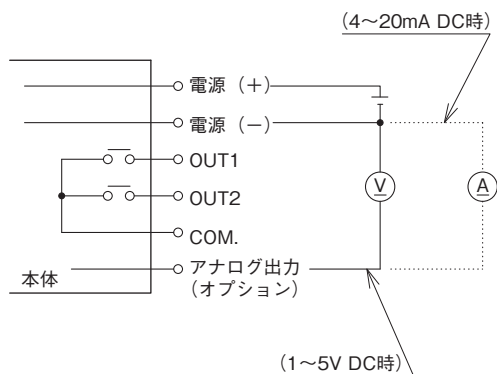 (4～20mA DC時)
電源（＋）
電源（－）
OUT1
OUT2
V
A
COM.
アナログ出力
（オプション）
本体
(1～5V DC時)